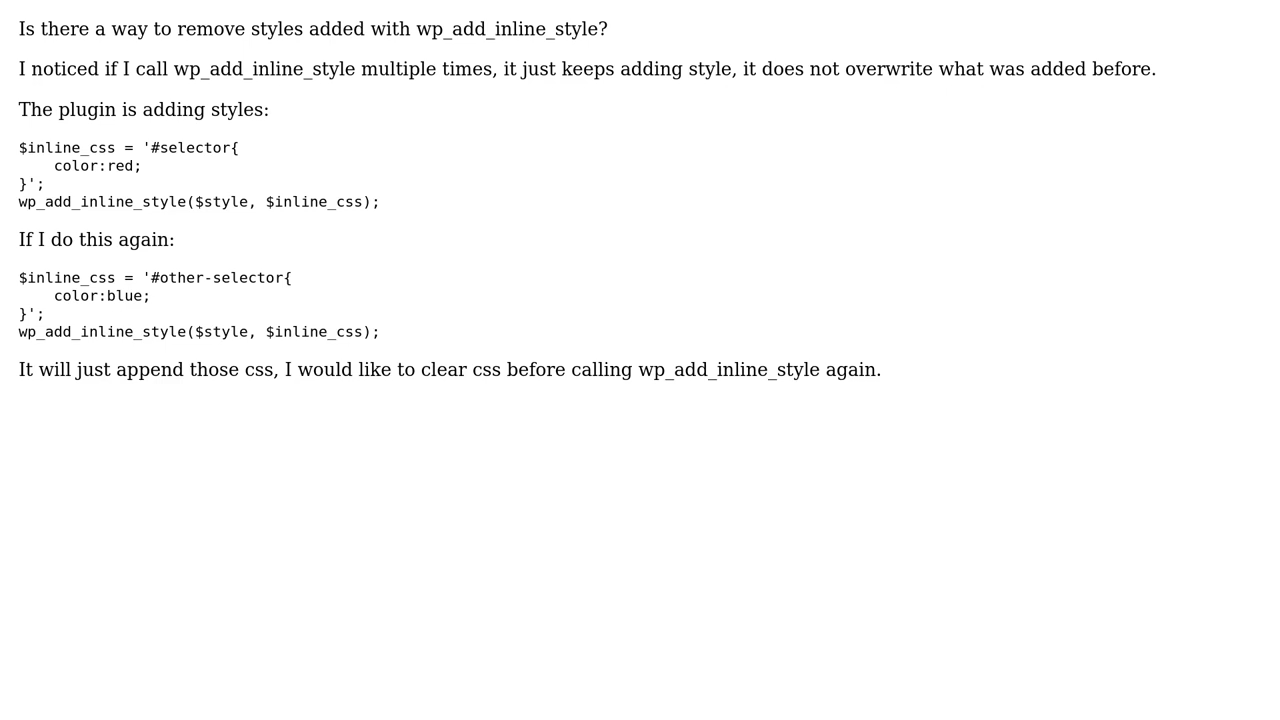 Is there a way to remove styles added with wp_add_inline_style?
I noticed if I call wp_add_inline_style multiple times, it just keeps adding style, it does not overwrite what was added before.
The plugin is adding styles:
$inline_css = '#selector{
    color:red;
}';
wp_add_inline_style($style, $inline_css);
If I do this again:
$inline_css = '#other-selector{
    color:blue;
}';
wp_add_inline_style($style, $inline_css);
It will just append those css, I would like to clear css before calling wp_add_inline_style again.